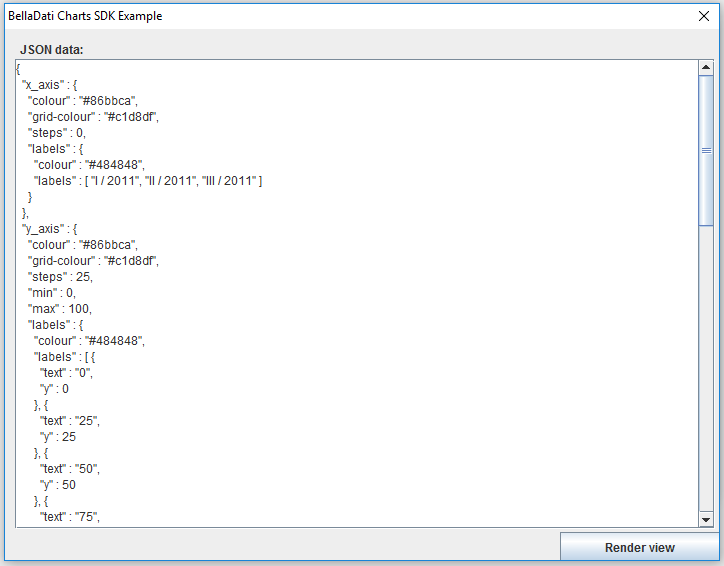 BellaDati Charts SDK Example
JSON data:
{
"x_axis" : {
"colour" : "#86bbca",
"grid-colour" : "#c1d8df",
"steps" : 0,
"labels" : {
"colour" : "#484848",
"labels" : [ "I / 2011", "II / 2011", "III / 2011" ]
}
},
"y_axis" : {
"colour" : "#86bbca",
"grid-colour" : "#c1d8df",
"steps" : 25,
"min" : 0,
"max" : 100,
"labels" : {
"colour" : "#484848",
"labels" : [ {
"text" : "0",
"y" : 0
}, {
"text" : "25",
"y" : 25
}, {
"text" : "50",
"y" : 50
}, {
"text" : "75",
Render view